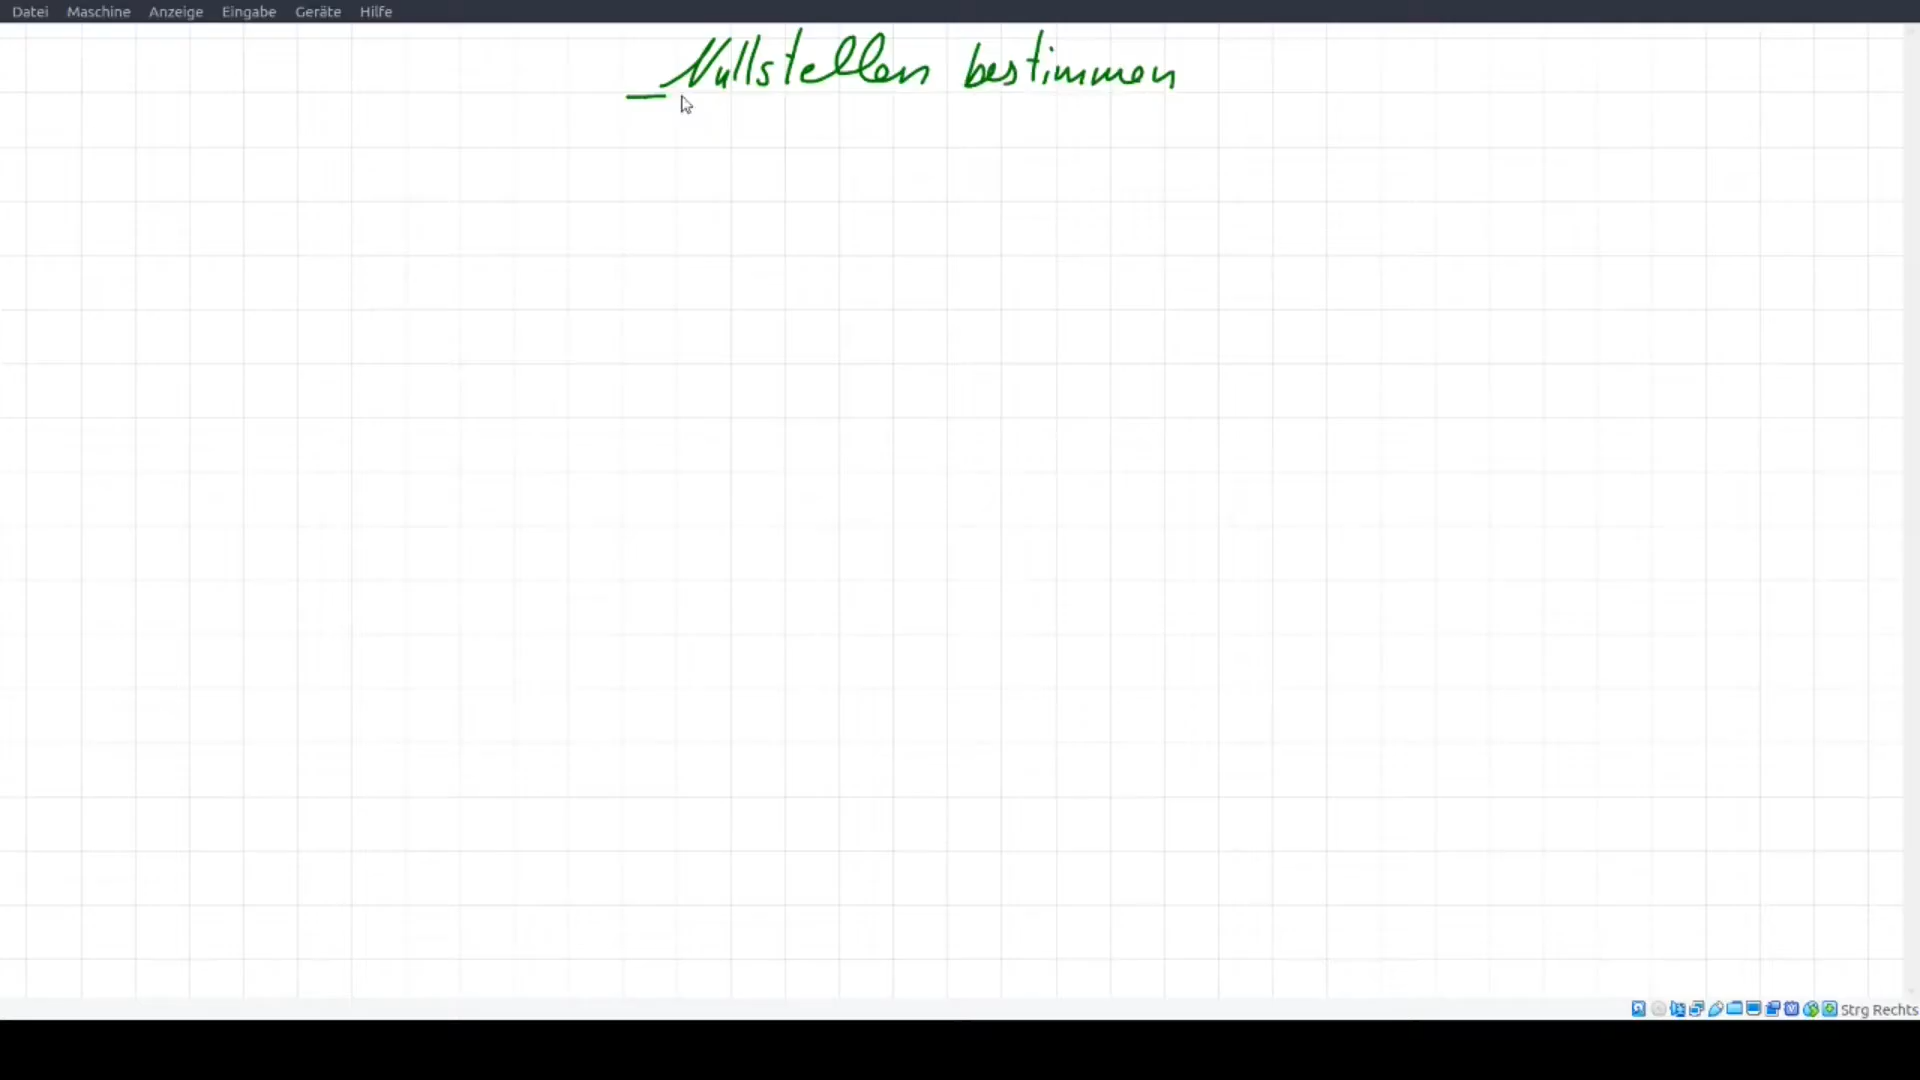 Datei Maschine Anzeige Eingabe Geräte Hilfe
Nullstellen bestimmen
Strg Rechts